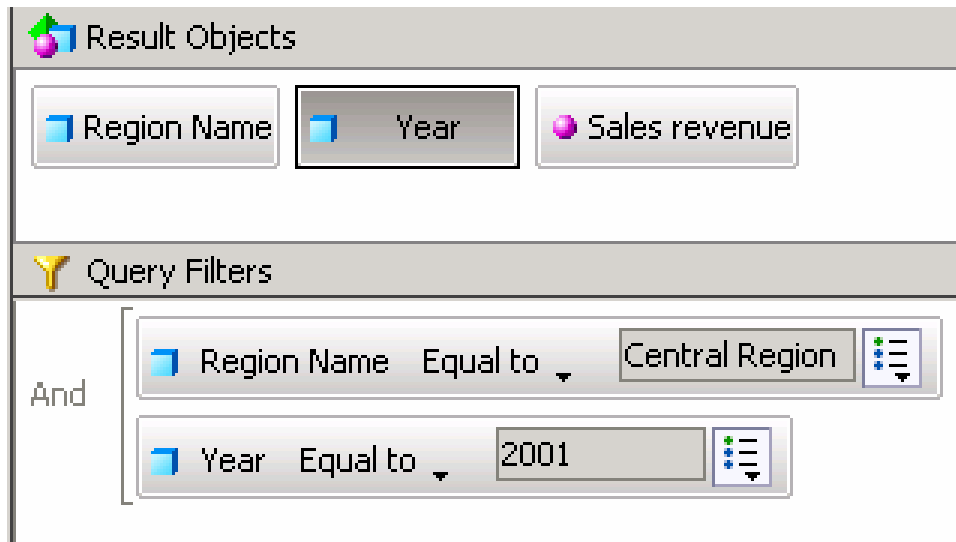 Result Objects
Region Name Year Sales revenue
Query Filters
And
Region Name Equal to Central Region
Year Equal to 2001